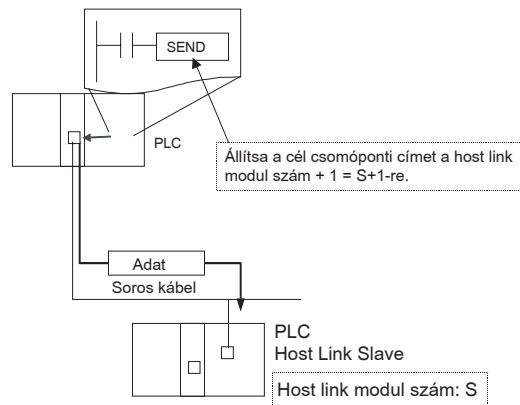 SEND
PLC
Állítsa a cél csomóponti címet a host link
modul szám + 1 = S+1-re.
Adat
Soros kábel
PLC
Host Link Slave
Host link modul szám: S